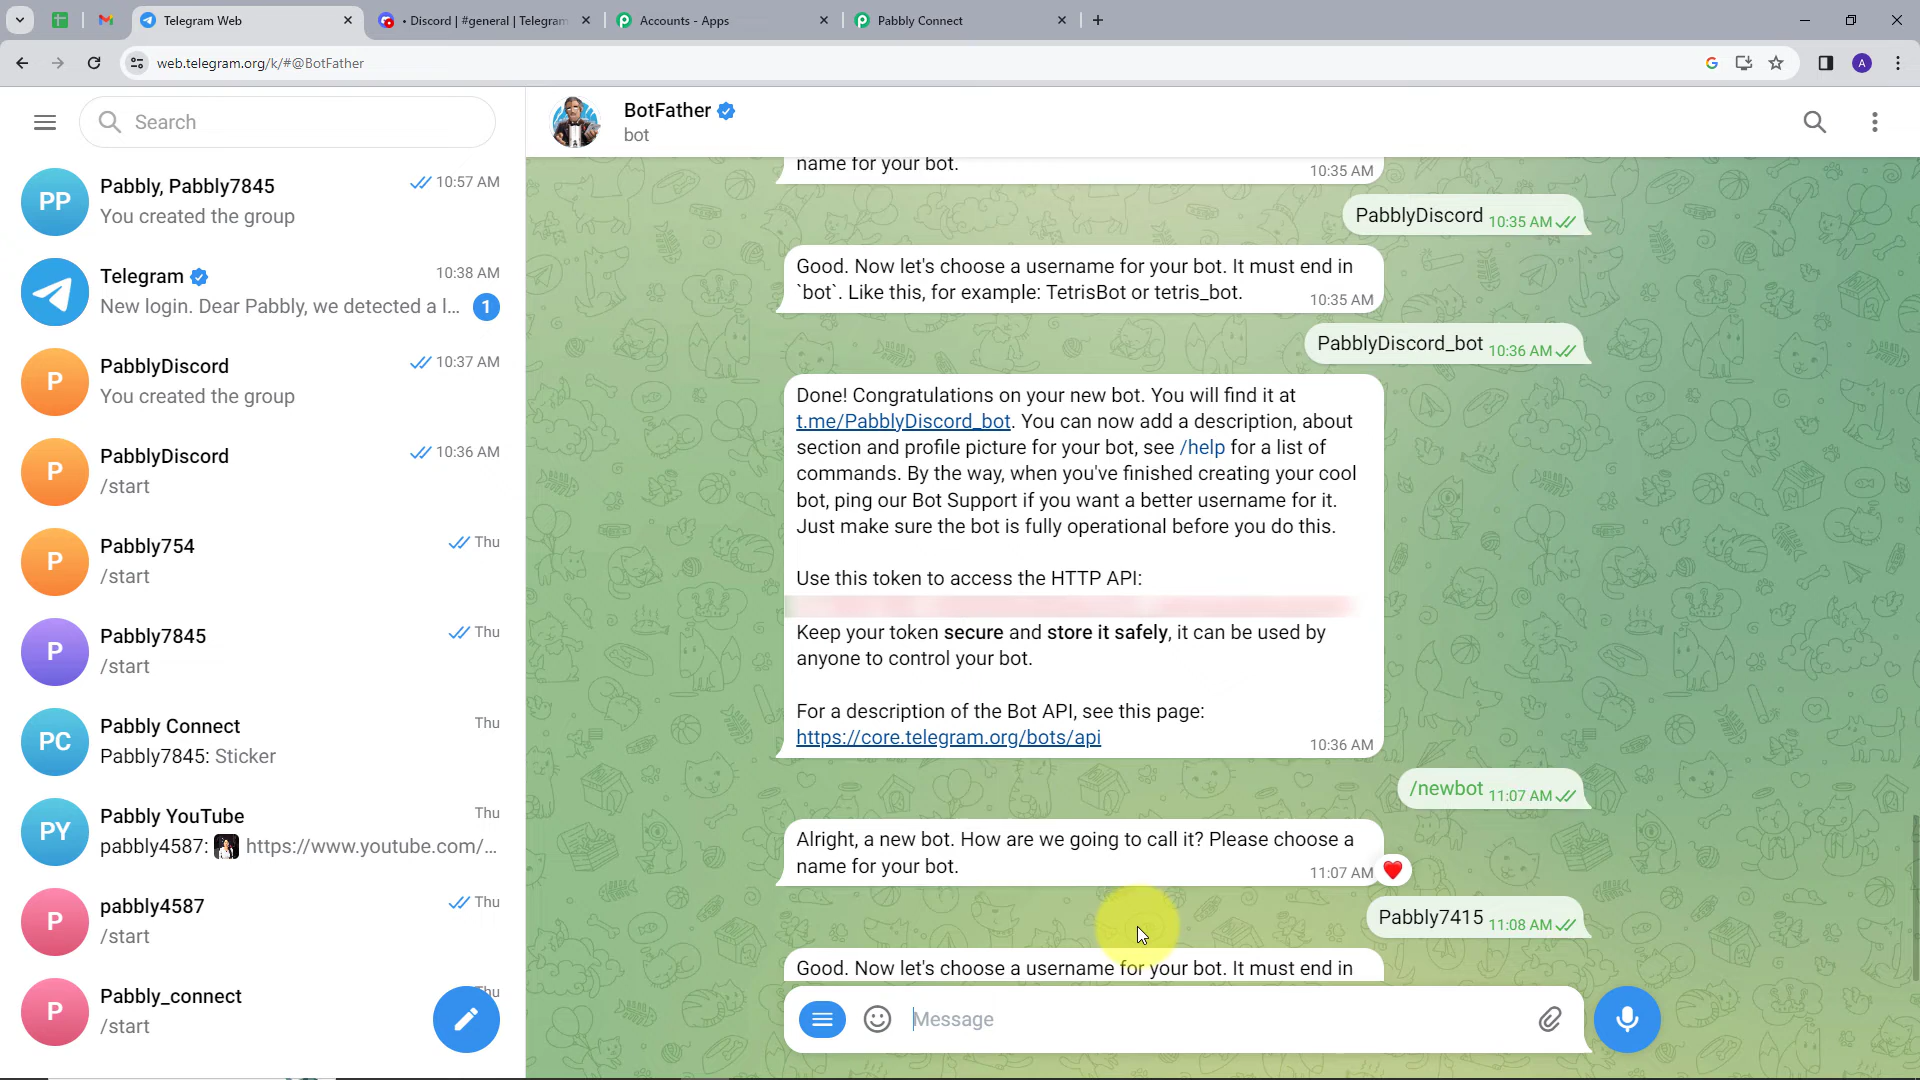 Telegram Web
• Discord | #general | Telegram
Accounts - Apps
Pabbly Connect
web.telegram.org/k/#@BotFather
A
Search
PP
Pabbly, Pabbly7845
10:57 AM
You created the group
Telegram
10:38 AM
New login. Dear Pabbly, we detected a l...
1
P
PabblyDiscord
10:37 AM
You created the group
P
PabblyDiscord
10:36 AM
/start
P
Pabbly754
Thu
/start
P
Pabbly7845
Thu
/start
PC
Pabbly Connect
Thu
Pabbly7845: Sticker
PY
Pabbly YouTube
Thu
pabbly4587: https://www.youtube.com/...
P
pabbly4587
Thu
/start
P
Pabbly_connect
/start
BotFather
bot
name for your bot.
10:35 AM
PabblyDiscord 10:35 AM
Good. Now let's choose a username for your bot. It must end in
`bot`. Like this, for example: TetrisBot or tetris_bot.
10:35 AM
PabblyDiscord_bot 10:36 AM
Done! Congratulations on your new bot. You will find it at
t.me/PabblyDiscord_bot. You can now add a description, about
section and profile picture for your bot, see /help for a list of
commands. By the way, when you've finished creating your cool
bot, ping our Bot Support if you want a better username for it.
Just make sure the bot is fully operational before you do this.
Use this token to access the HTTP API:
Keep your token secure and store it safely, it can be used by
anyone to control your bot.
For a description of the Bot API, see this page:
https://core.telegram.org/bots/api
10:36 AM
/newbot 11:07 AM
Alright, a new bot. How are we going to call it? Please choose a
name for your bot.
11:07 AM
Pabbly7415 11:08 AM
Good. Now let's choose a username for your bot. It must end in
Message